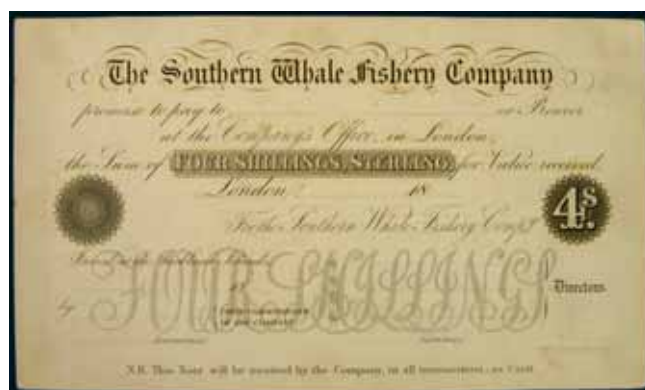 The Southern Whale Fishery Company
promise to pay to or Bearer
at the Company's Office, in London,
the Sum of FOUR SHILLINGS, STERLING, for Value received
London 18
For the Southern Whale Fishery Comp.y
4s.
FOUR SHILLINGS
Directors
N.B. This Note will be received by the Company, in all transactions, as Cash